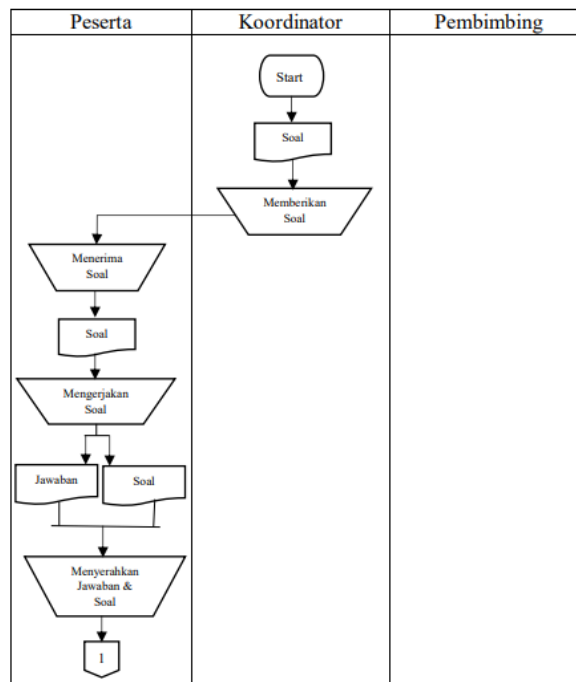 Peserta
Koordinator
Pembimbing
Start
Soal
Memberikan
Soal
Menerima
Soal
Soal
Mengerjakan
Soal
Jawaban
Soal
Menyerahkan
Jawaban &
Soal
1